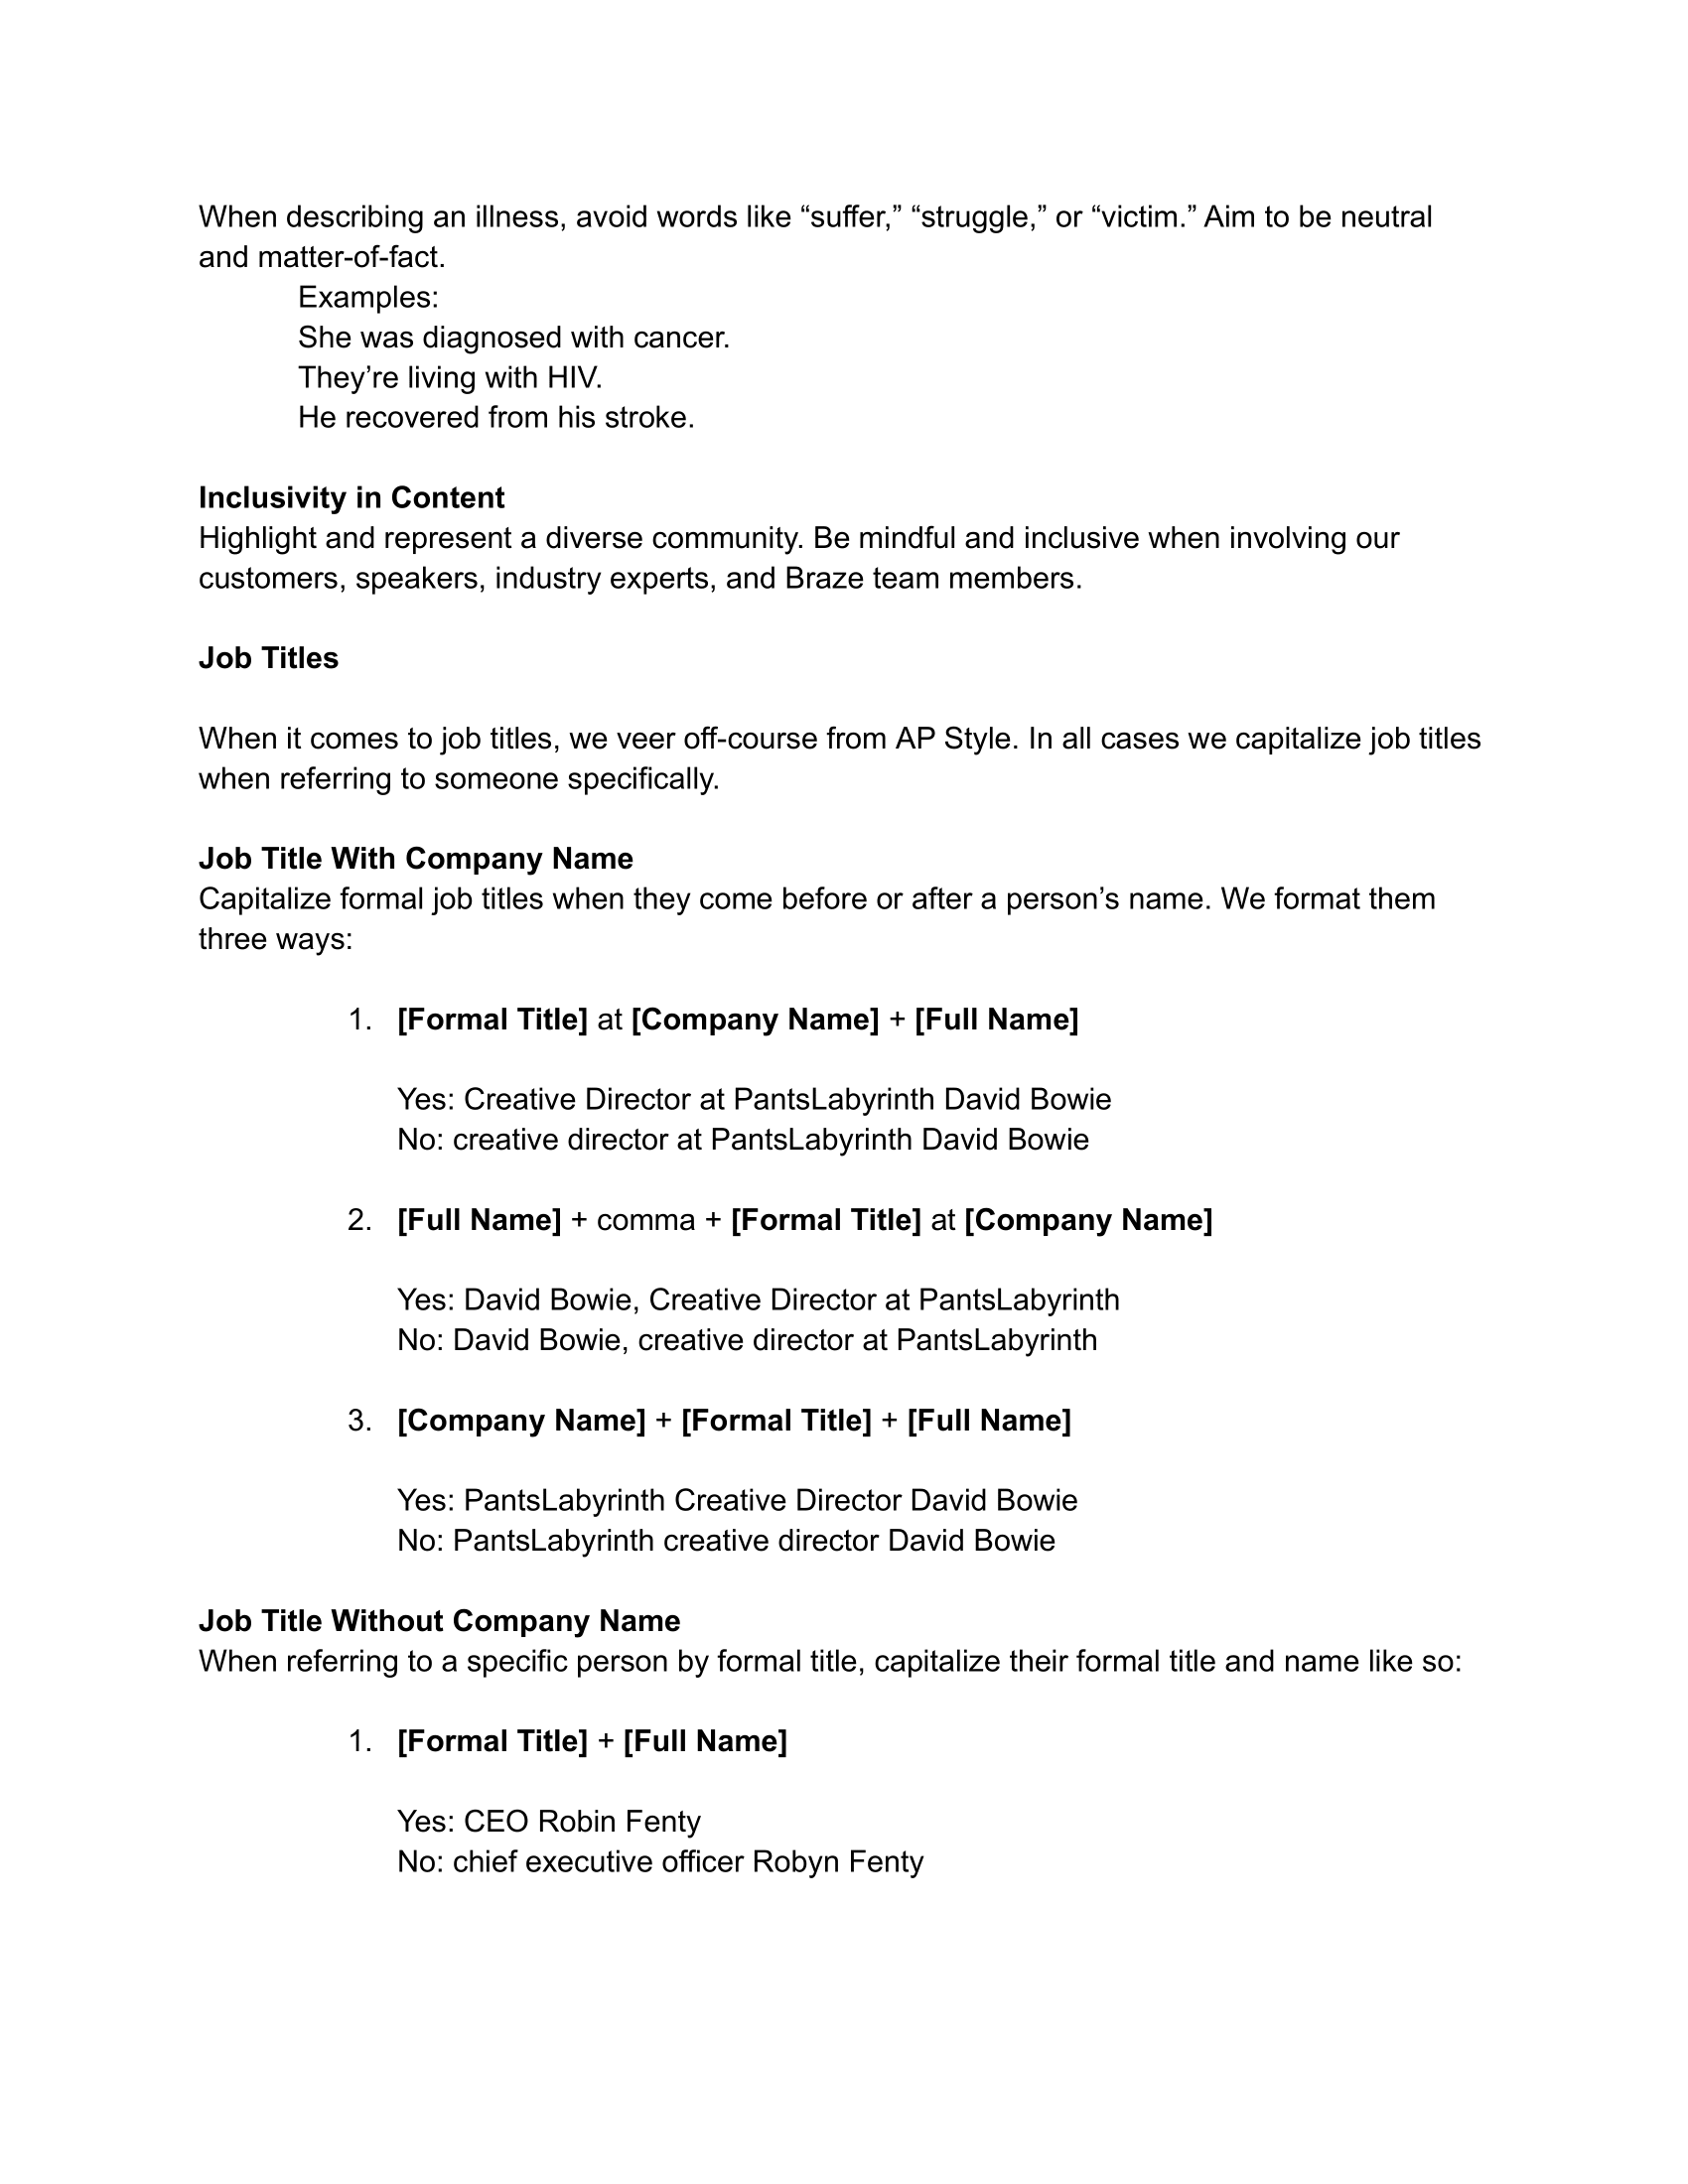 When describing an illness, avoid words like “suffer,” “struggle,” or “victim.” Aim to be neutral
and matter-of-fact.
Examples:
She was diagnosed with cancer.
They’re living with HIV.
He recovered from his stroke.
Inclusivity in Content
Highlight and represent a diverse community. Be mindful and inclusive when involving our
customers, speakers, industry experts, and Braze team members.
Job Titles
When it comes to job titles, we veer off-course from AP Style. In all cases we capitalize job titles
when referring to someone specifically.
Job Title With Company Name
Capitalize formal job titles when they come before or after a person’s name. We format them
three ways:
1. [Formal Title] at [Company Name] + [Full Name]
Yes: Creative Director at PantsLabyrinth David Bowie
No: creative director at PantsLabyrinth David Bowie
2. [Full Name] + comma + [Formal Title] at [Company Name]
Yes: David Bowie, Creative Director at PantsLabyrinth
No: David Bowie, creative director at PantsLabyrinth
3. [Company Name] + [Formal Title] + [Full Name]
Yes: PantsLabyrinth Creative Director David Bowie
No: PantsLabyrinth creative director David Bowie
Job Title Without Company Name
When referring to a specific person by formal title, capitalize their formal title and name like so:
1. [Formal Title] + [Full Name]
Yes: CEO Robin Fenty
No: chief executive officer Robyn Fenty